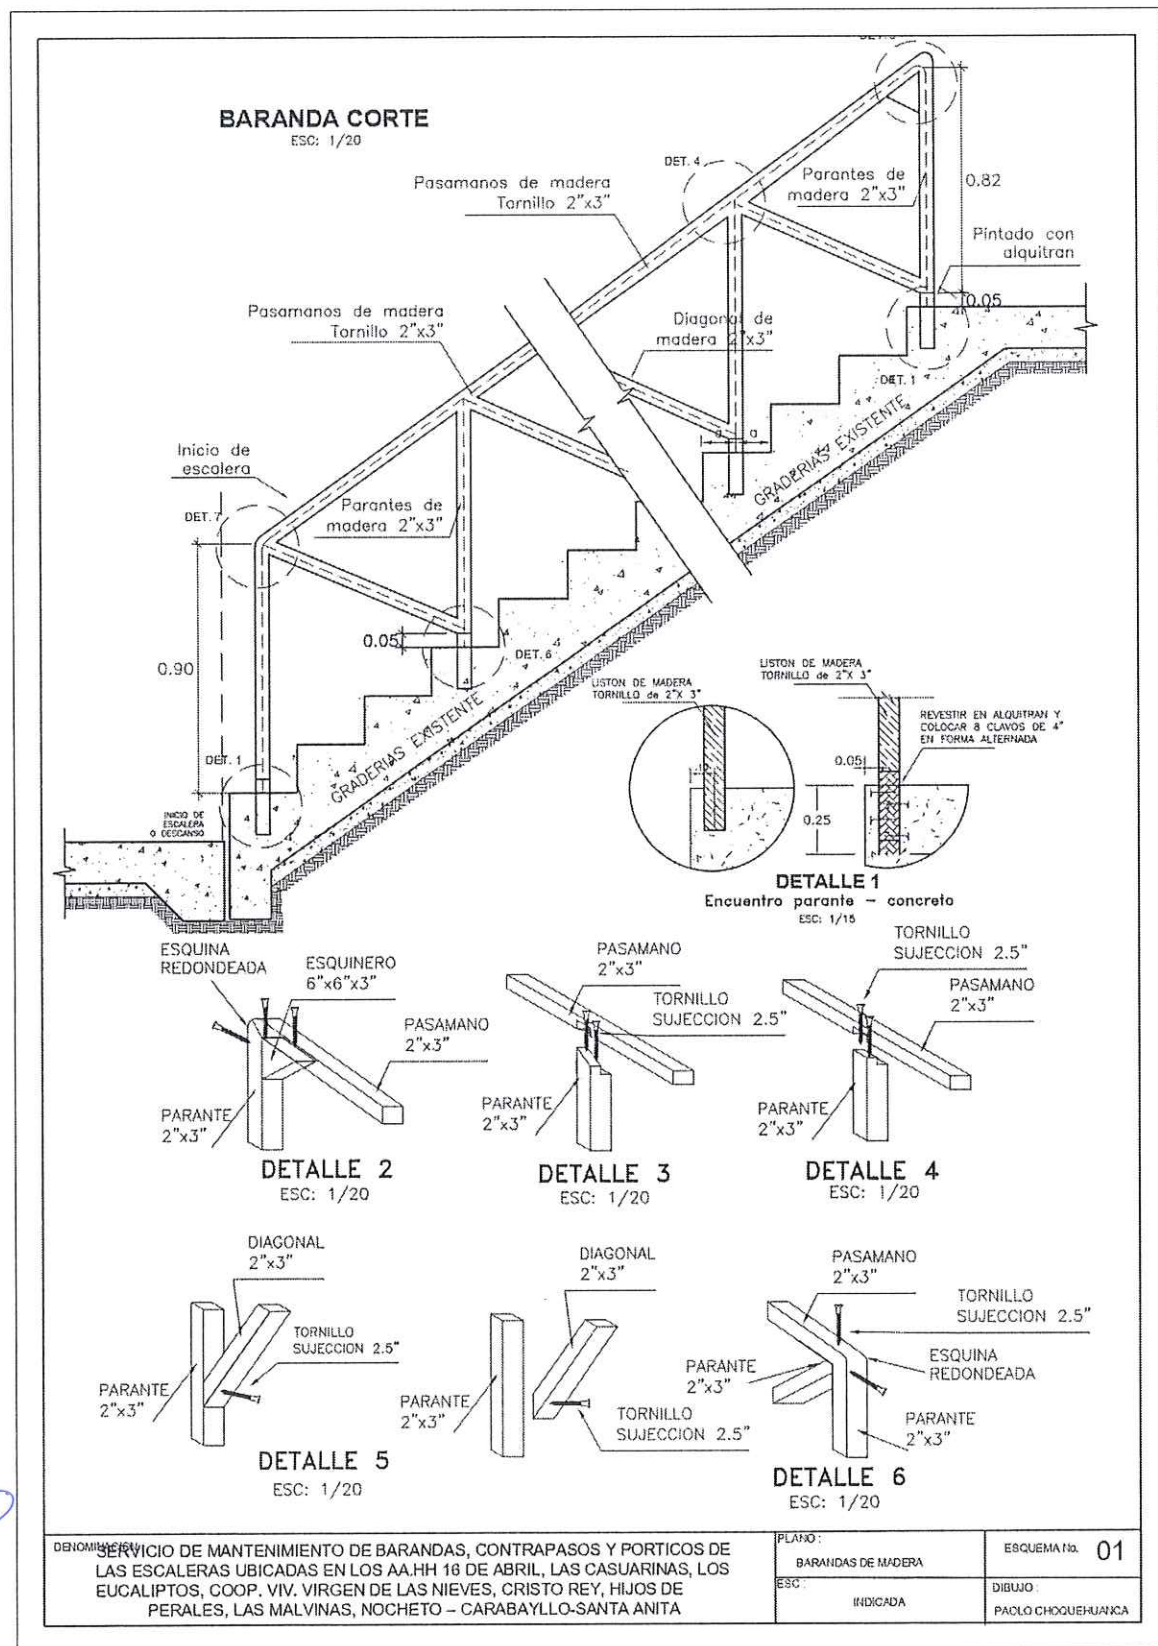 BARANDA CORTE
ESC: 1/20
DET. 4
Pasamanos de madera
Tornillo 2"x3"
Parantes de
madera 2"x3"
0.82
Pintado con
alquitran
0.05
Pasamanos de madera
Tornillo 2"x3"
Diagonal de
madera 2"x3"
DET. 1
a
a
GRADERIAS EXISTENTE
Inicio de
escalera
DET. 7
Parantes de
madera 2"x3"
0.05
DET. 6
0.90
DET. 1
GRADERIAS EXISTENTE
INICIO DE
ESCALERA
O DESCANSO
LISTON DE MADERA
TORNILLO de 2"X 3"
LISTON DE MADERA
TORNILLO de 2"X 3"
REVESTIR EN ALQUITRAN Y
COLOCAR 8 CLAVOS DE 4"
EN FORMA ALTERNADA
0.05
0.25
DETALLE 1
Encuentro parante - concreto
ESC: 1/15
ESQUINA
REDONDEADA
ESQUINERO
6"x6"x3"
PASAMANO
2"x3"
PARANTE
2"x3"
DETALLE 2
ESC: 1/20
PASAMANO
2"x3"
TORNILLO
SUJECCION 2.5"
PARANTE
2"x3"
DETALLE 3
ESC: 1/20
TORNILLO
SUJECCION 2.5"
PASAMANO
2"x3"
PARANTE
2"x3"
DETALLE 4
ESC: 1/20
DIAGONAL
2"x3"
TORNILLO
SUJECCION 2.5"
PARANTE
2"x3"
DETALLE 5
ESC: 1/20
DIAGONAL
2"x3"
PARANTE
2"x3"
TORNILLO
SUJECCION 2.5"
PASAMANO
2"x3"
TORNILLO
SUJECCION 2.5"
PARANTE
2"x3"
ESQUINA
REDONDEADA
PARANTE
2"x3"
DETALLE 6
ESC: 1/20
DENOMINACION:
SERVICIO DE MANTENIMIENTO DE BARANDAS, CONTRAPASOS Y PORTICOS DE
LAS ESCALERAS UBICADAS EN LOS AA.HH 16 DE ABRIL, LAS CASUARINAS, LOS
EUCALIPTOS, COOP. VIV. VIRGEN DE LAS NIEVES, CRISTO REY, HIJOS DE
PERALES, LAS MALVINAS, NOCHETO – CARABAYLLO-SANTA ANITA
PLANO :
BARANDAS DE MADERA
ESC :
INDICADA
ESQUEMA No. 01
DIBUJO :
PAOLO CHOQUEHUANCA